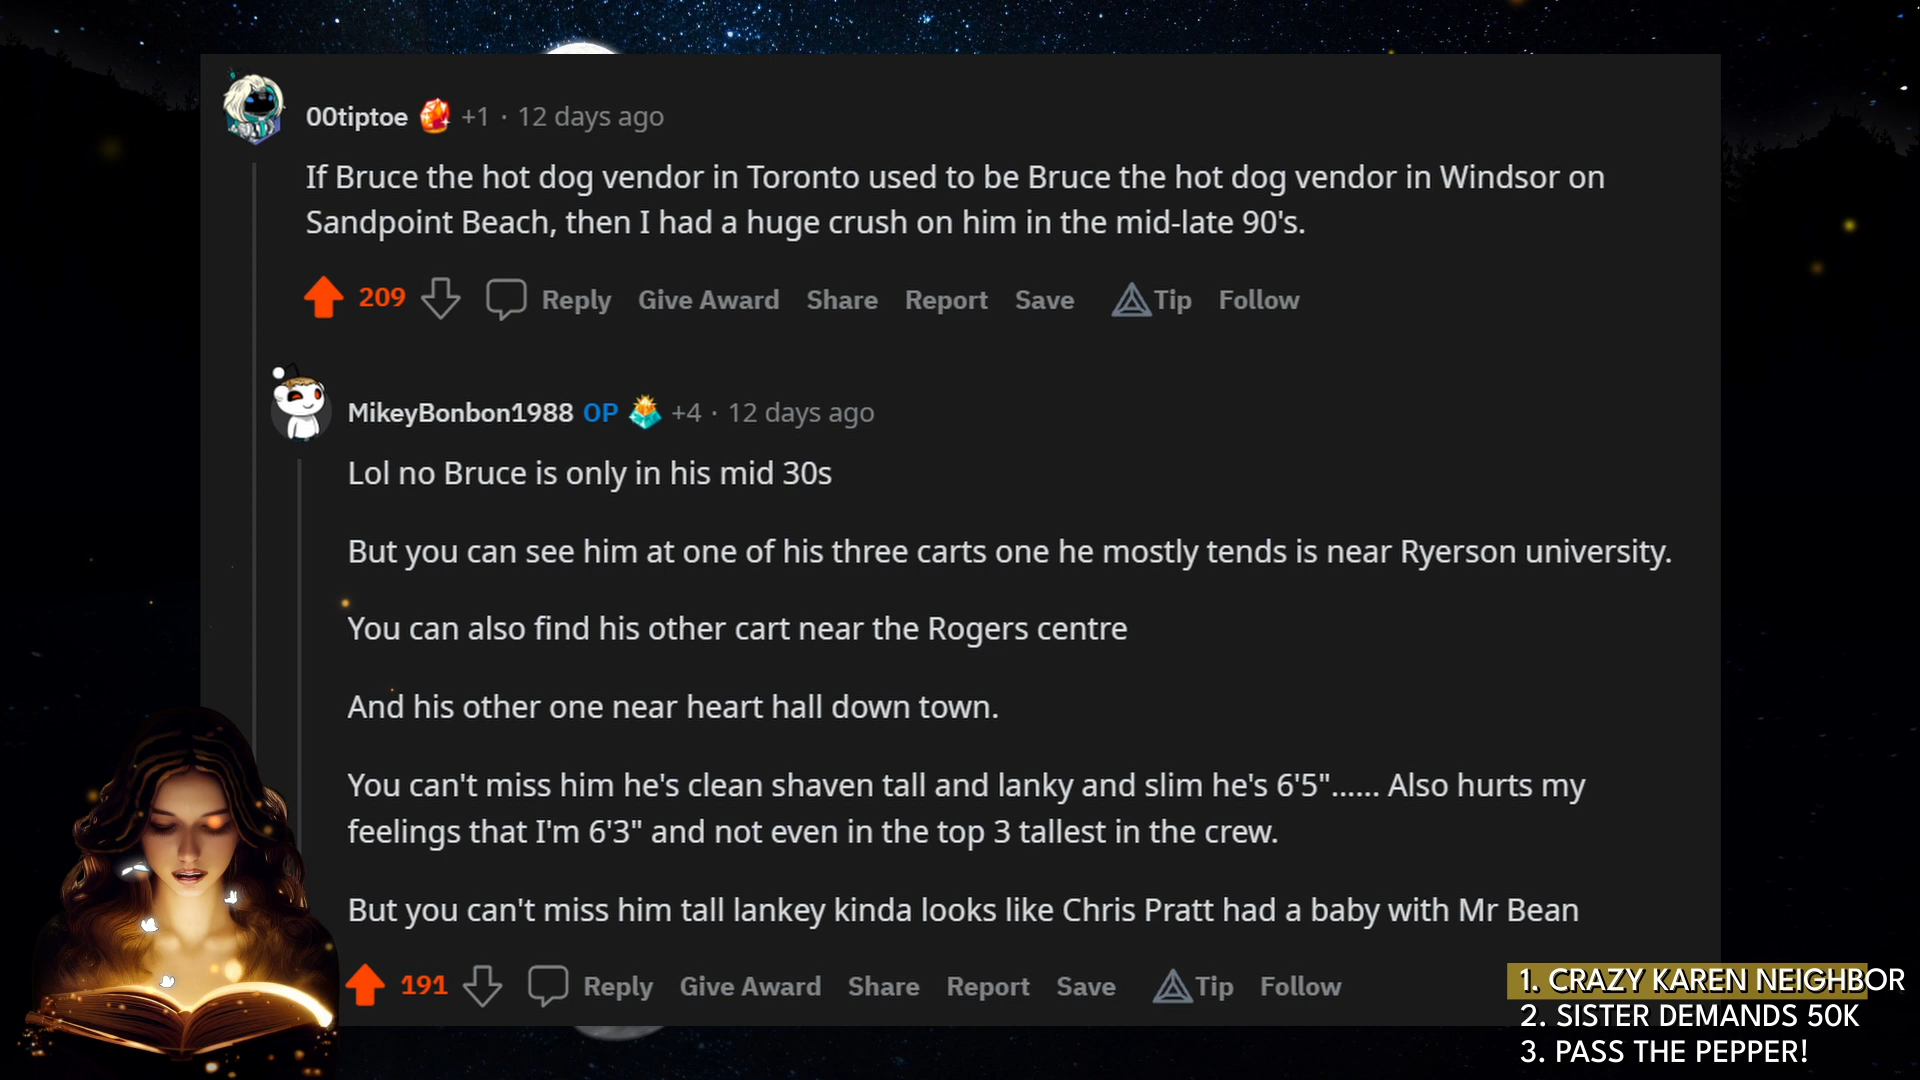 00tiptoe +1 · 12 days ago
If Bruce the hot dog vendor in Toronto used to be Bruce the hot dog vendor in Windsor on
Sandpoint Beach, then I had a huge crush on him in the mid-late 90's.
209 Reply Give Award Share Report Save Tip Follow
MikeyBonbon1988 OP +4 · 12 days ago
Lol no Bruce is only in his mid 30s
But you can see him at one of his three carts one he mostly tends is near Ryerson university.
You can also find his other cart near the Rogers centre
And his other one near heart hall down town.
You can't miss him he's clean shaven tall and lanky and slim he's 6'5"...... Also hurts my
feelings that I'm 6'3" and not even in the top 3 tallest in the crew.
But you can't miss him tall lankey kinda looks like Chris Pratt had a baby with Mr Bean
191 Reply Give Award Share Report Save Tip Follow
1. CRAZY KAREN NEIGHBOR
2. SISTER DEMANDS 50K
3. PASS THE PEPPER!